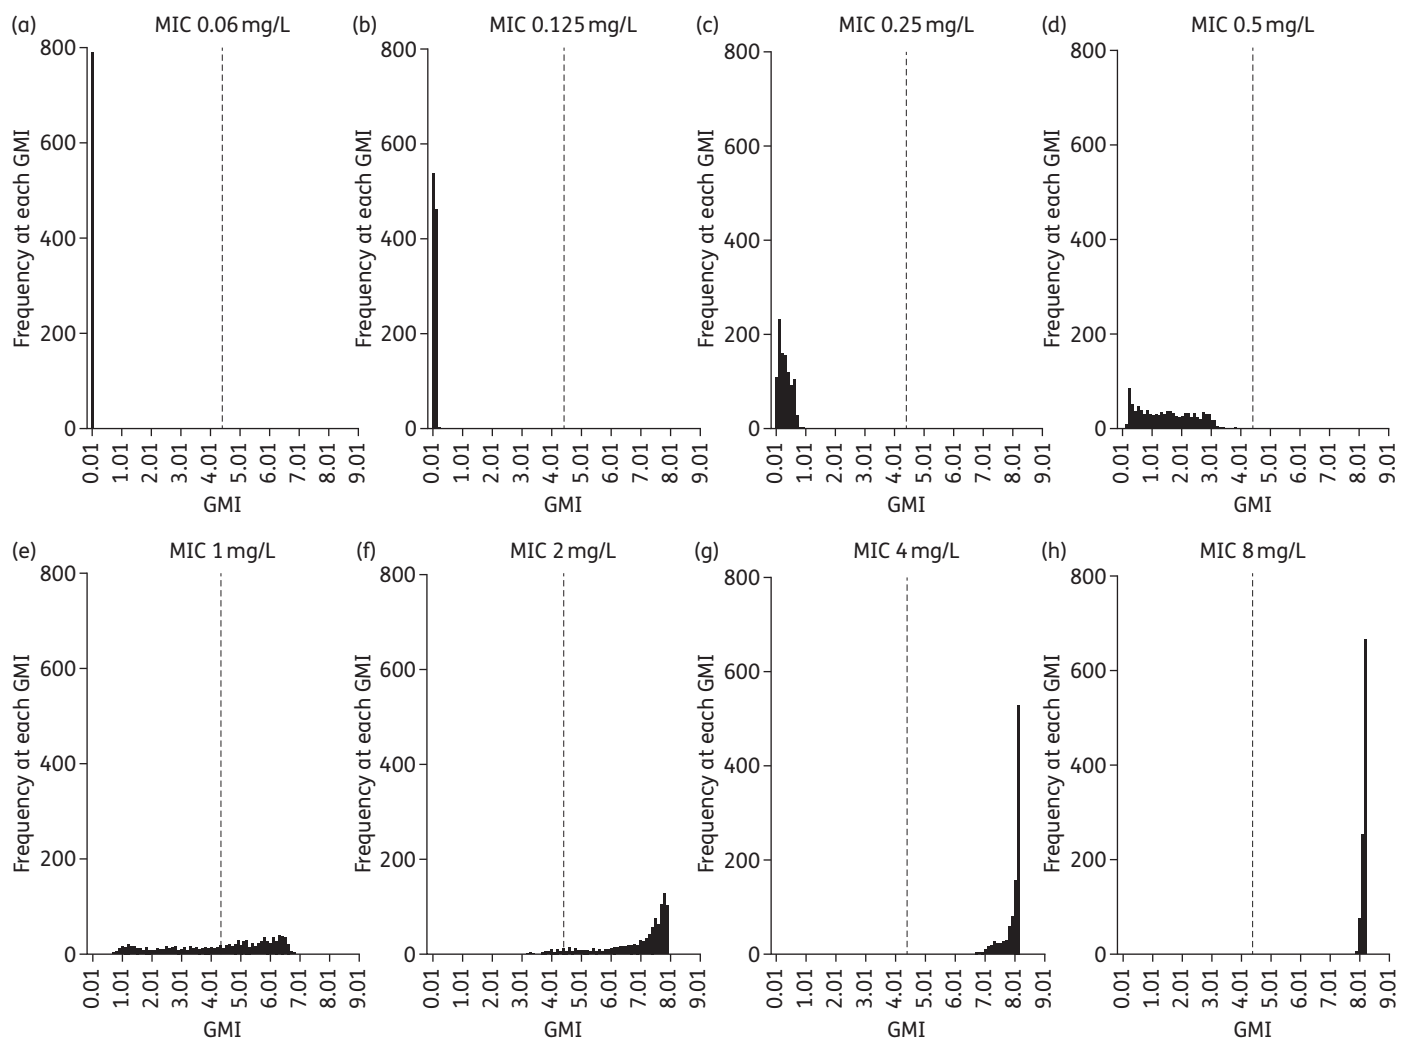 (a) MIC 0.06 mg/L
Frequency at each GMI
800
600
400
200
0
0.01 1.01 2.01 3.01 4.01 5.01 6.01 7.01 8.01 9.01
GMI
(b) MIC 0.125 mg/L
Frequency at each GMI
800
600
400
200
0
0.01 1.01 2.01 3.01 4.01 5.01 6.01 7.01 8.01 9.01
GMI
(c) MIC 0.25 mg/L
Frequency at each GMI
800
600
400
200
0
0.01 1.01 2.01 3.01 4.01 5.01 6.01 7.01 8.01 9.01
GMI
(d) MIC 0.5 mg/L
Frequency at each GMI
800
600
400
200
0
0.01 1.01 2.01 3.01 4.01 5.01 6.01 7.01 8.01 9.01
GMI
(e) MIC 1 mg/L
Frequency at each GMI
800
600
400
200
0
0.01 1.01 2.01 3.01 4.01 5.01 6.01 7.01 8.01 9.01
GMI
(f) MIC 2 mg/L
Frequency at each GMI
800
600
400
200
0
0.01 1.01 2.01 3.01 4.01 5.01 6.01 7.01 8.01 9.01
GMI
(g) MIC 4 mg/L
Frequency at each GMI
800
600
400
200
0
0.01 1.01 2.01 3.01 4.01 5.01 6.01 7.01 8.01 9.01
GMI
(h) MIC 8 mg/L
Frequency at each GMI
800
600
400
200
0
0.01 1.01 2.01 3.01 4.01 5.01 6.01 7.01 8.01 9.01
GMI